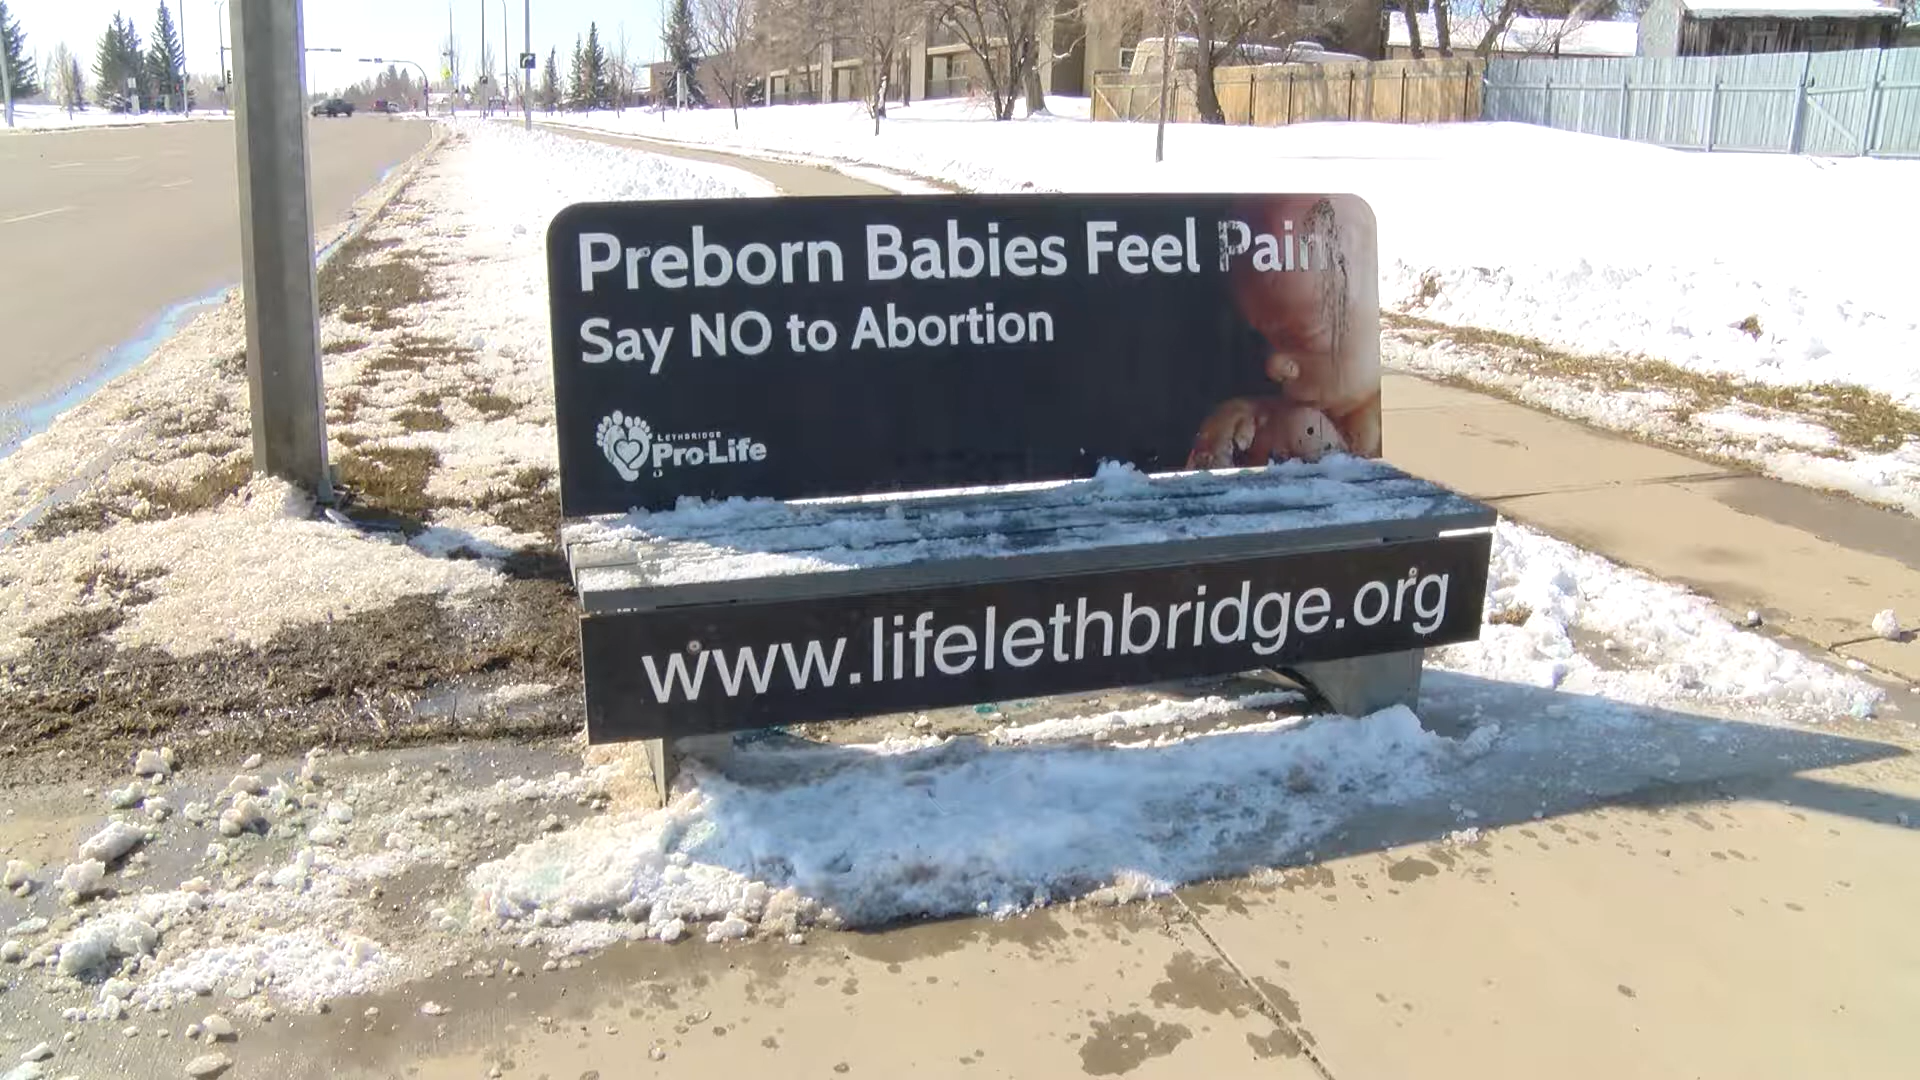 Preborn Babies Feel Pain
Say NO to Abortion
LETHBRIDGE
Pro-Life
www.lifelethbridge.org